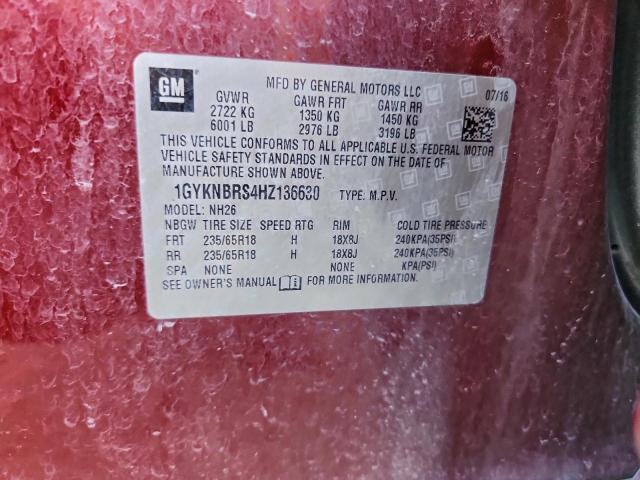 GM
MFD BY GENERAL MOTORS LLC
07/16
GVWR GAWR FRT GAWR RR
2722 KG 1350 KG 1450 KG
6001 LB 2976 LB 3196 LB
THIS VEHICLE CONFORMS TO ALL APPLICABLE U.S. FEDERAL MOTOR
VEHICLE SAFETY STANDARDS IN EFFECT ON THE DATE OF
MANUFACTURE SHOWN ABOVE.
1GYKNBRS4HZ136630 TYPE: M.P.V.
MODEL: NH26
NBGW TIRE SIZE SPEED RTG RIM COLD TIRE PRESSURE
FRT 235/65R18 H 18X8J 240KPA(35PSI)
RR 235/65R18 H 18X8J 240KPA(35PSI)
SPA NONE NONE KPA(PSI)
SEE OWNER'S MANUAL FOR MORE INFORMATION.